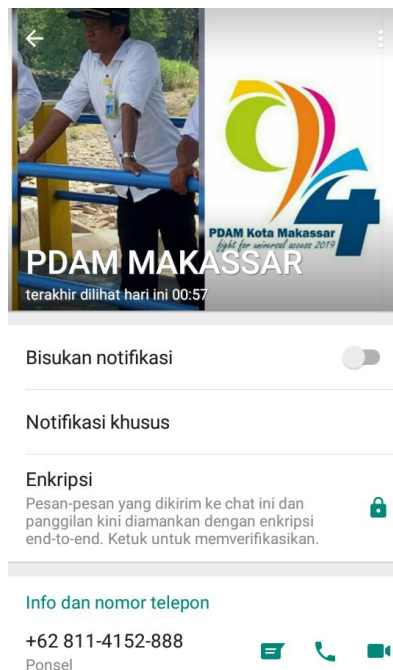 94
PDAM Kota Makassar
fight for universal access 2019
PDAM MAKASSAR
terakhir dilihat hari ini 00:57
Bisukan notifikasi
Notifikasi khusus
Enkripsi
Pesan-pesan yang dikirim ke chat ini dan
panggilan kini diamankan dengan enkripsi
end-to-end. Ketuk untuk memverifikasikan.
Info dan nomor telepon
+62 811-4152-888
Ponsel